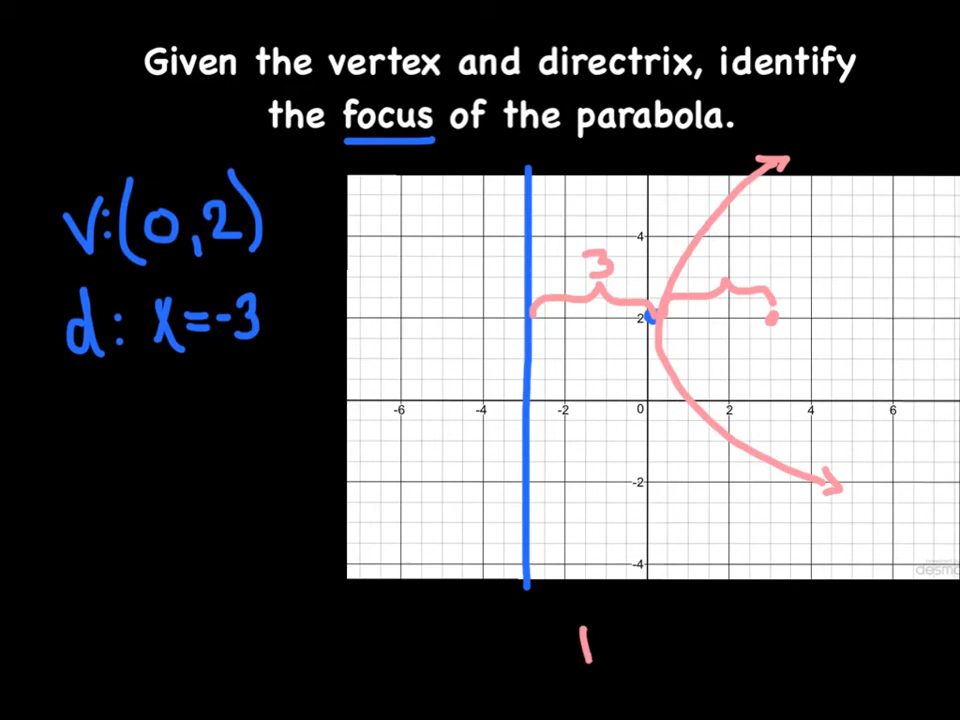 Given the vertex and directrix, identify
the focus of the parabola.
V:(0,2)
d: x=-3
3
4
2
-6 -4 -2 0 2 4 6
-2
-4